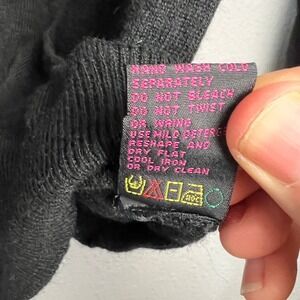 HAND WASH COLD
SEPARATELY
DO NOT BLEACH
DO NOT TWIST
OR WRING
USE MILD DETERG
RESHAPE AND
DRY FLAT
COOL IRON
OR DRY CLEAN